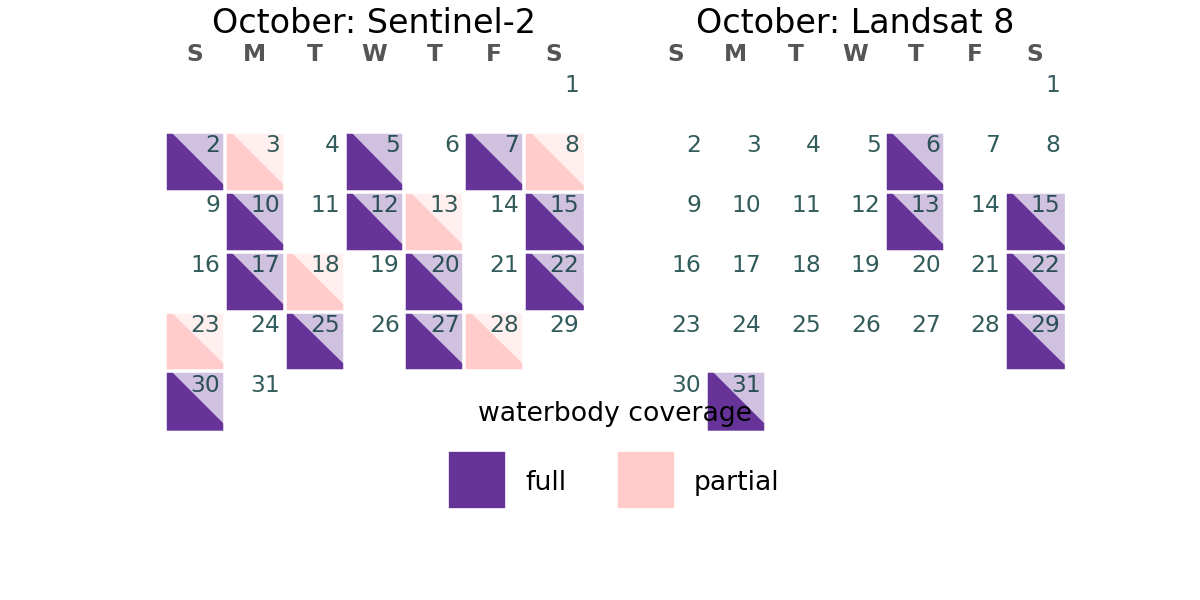 October: Sentinel-2
S M T W T F S
1
2 3 4 5 6 7 8
9 10 11 12 13 14 15
16 17 18 19 20 21 22
23 24 25 26 27 28 29
30 31
October: Landsat 8
S M T W T F S
1
2 3 4 5 6 7 8
9 10 11 12 13 14 15
16 17 18 19 20 21 22
23 24 25 26 27 28 29
30 31
waterbody coverage
full partial